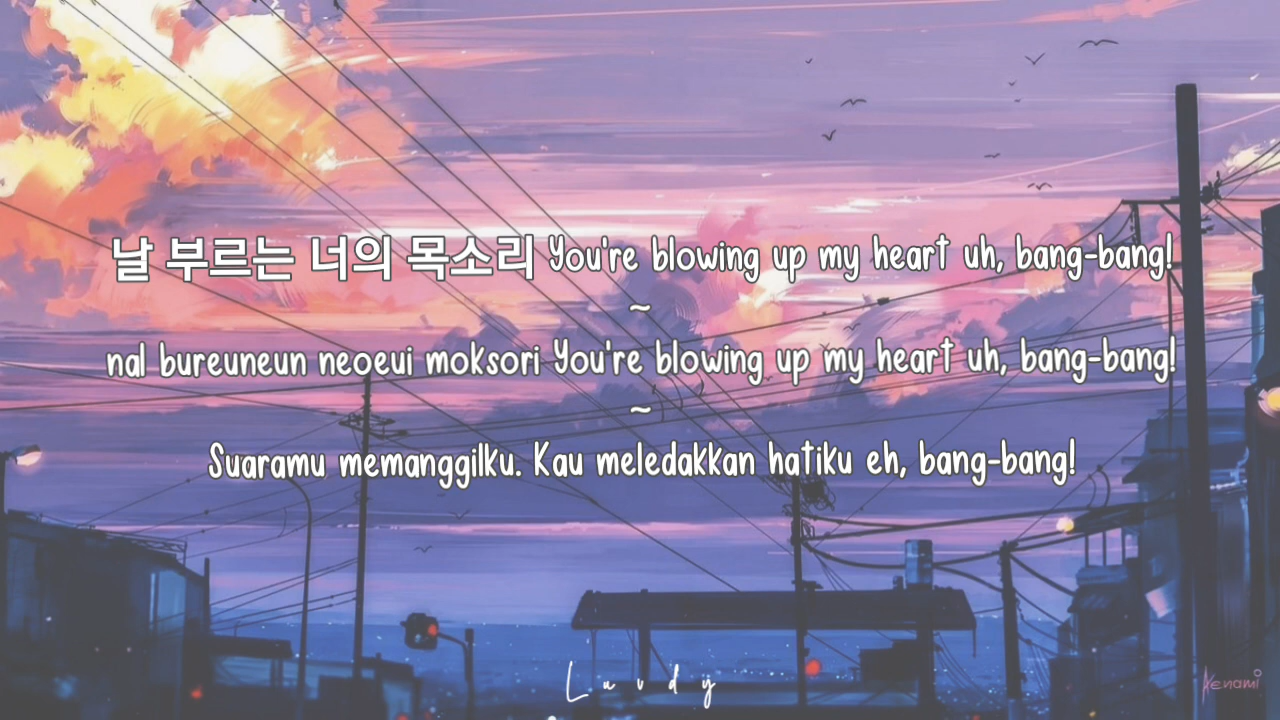 날 부르는 너의 목소리 You're blowing up my heart uh, bang-bang!
~
nal bureuneun neoeui moksori You're blowing up my heart uh, bang-bang!
~
Suaramu memanggilku. Kau meledakkan hatiku eh, bang-bang!
Xenami